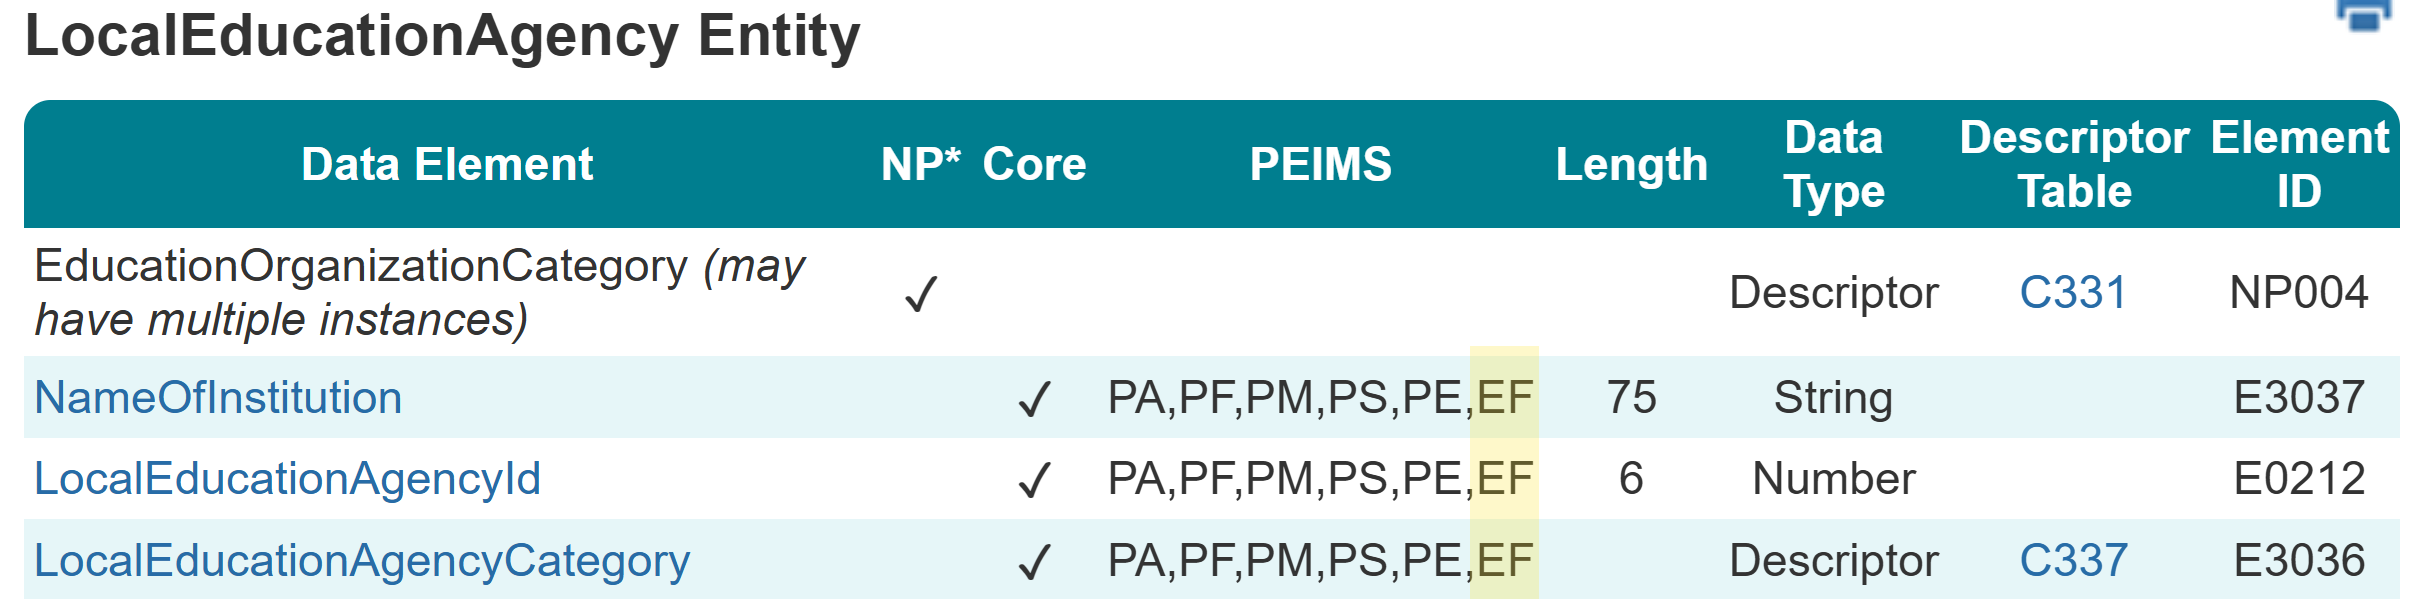 LocalEducationAgency Entity
Data Element NP* Core PEIMS Length Data Type Descriptor Table Element ID
EducationOrganizationCategory (may have multiple instances) ✓ Descriptor C331 NP004
NameOfInstitution ✓ PA,PF,PM,PS,PE,EF 75 String E3037
LocalEducationAgencyId ✓ PA,PF,PM,PS,PE,EF 6 Number E0212
LocalEducationAgencyCategory ✓ PA,PF,PM,PS,PE,EF Descriptor C337 E3036